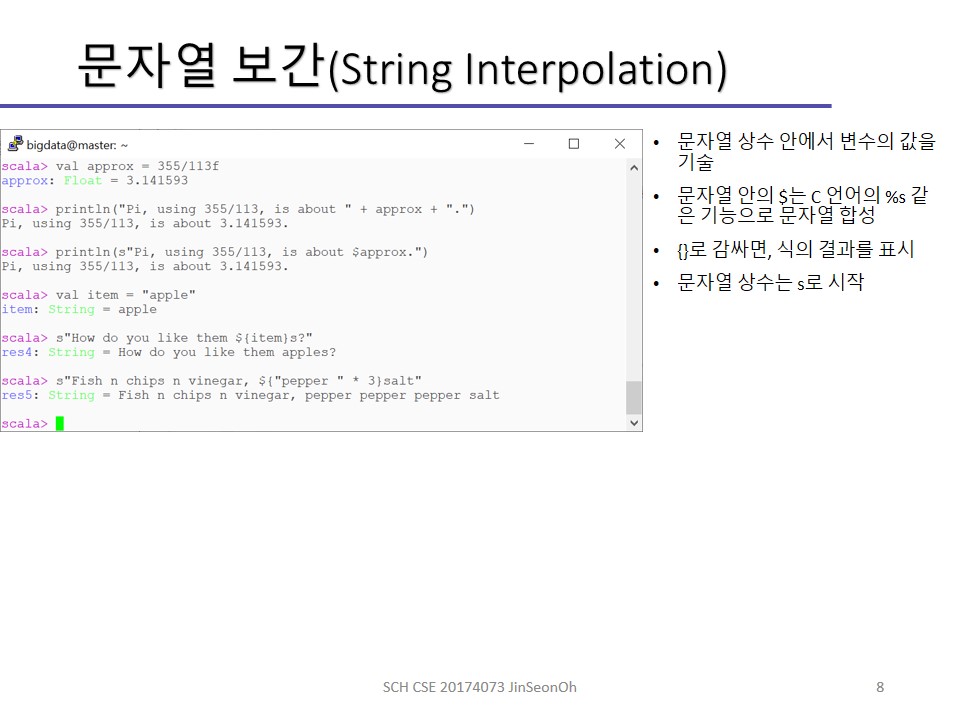 문자열 보간(String Interpolation)
bigdata@master: ~
scala> val approx = 355/113f
approx: Float = 3.141593
scala> println("Pi, using 355/113, is about " + approx + ".")
Pi, using 355/113, is about 3.141593.
scala> println(s"Pi, using 355/113, is about $approx.")
Pi, using 355/113, is about 3.141593.
scala> val item = "apple"
item: String = apple
scala> s"How do you like them ${item}s?"
res4: String = How do you like them apples?
scala> s"Fish n chips n vinegar, ${"pepper " * 3}salt"
res5: String = Fish n chips n vinegar, pepper pepper pepper salt
scala>
• 문자열 상수 안에서 변수의 값을
기술
• 문자열 안의 $는 C 언어의 %s 같
은 기능으로 문자열 합성
• {}로 감싸면, 식의 결과를 표시
• 문자열 상수는 s로 시작
SCH CSE 20174073 JinSeonOh
8